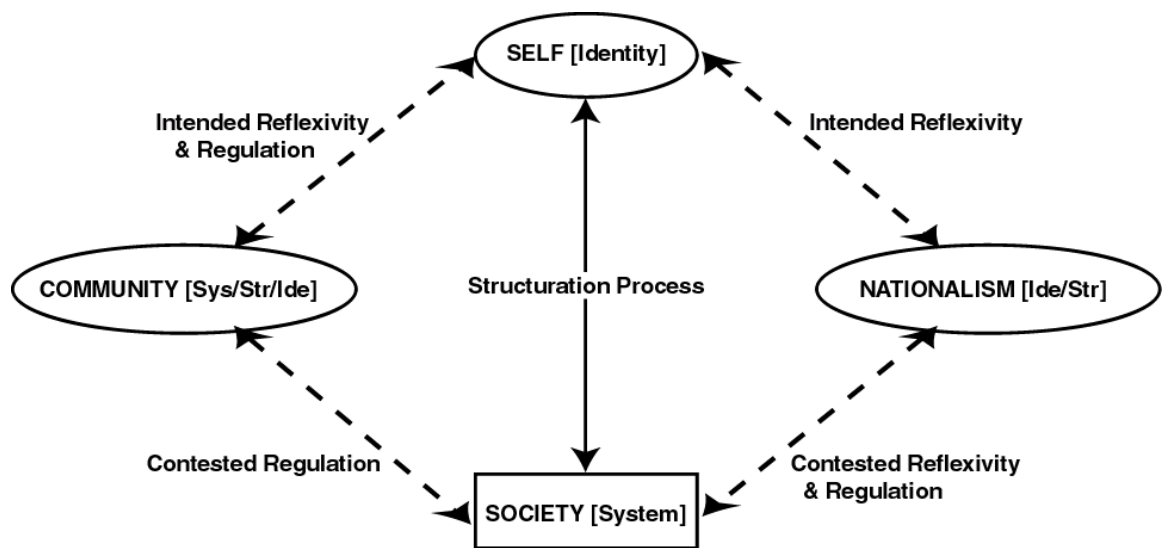 SELF [Identity]
Intended Reflexivity
& Regulation
Intended Reflexivity
COMMUNITY [Sys/Str/Ide]
Structuration Process
NATIONALISM [Ide/Str]
Contested Regulation
Contested Reflexivity
& Regulation
SOCIETY [System]